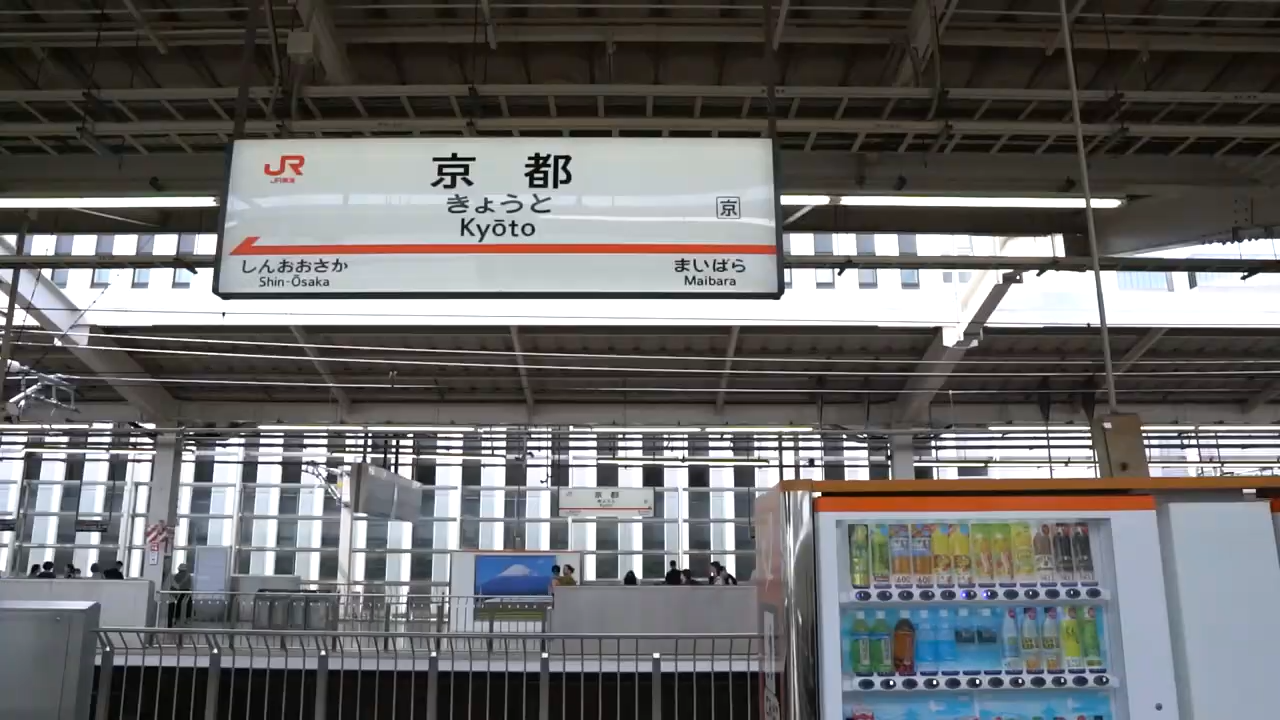 JR
JR東海
京都
きょうと
京
Kyōto
しんおおさか
まいばら
Shin-Ōsaka
Maibara
京都